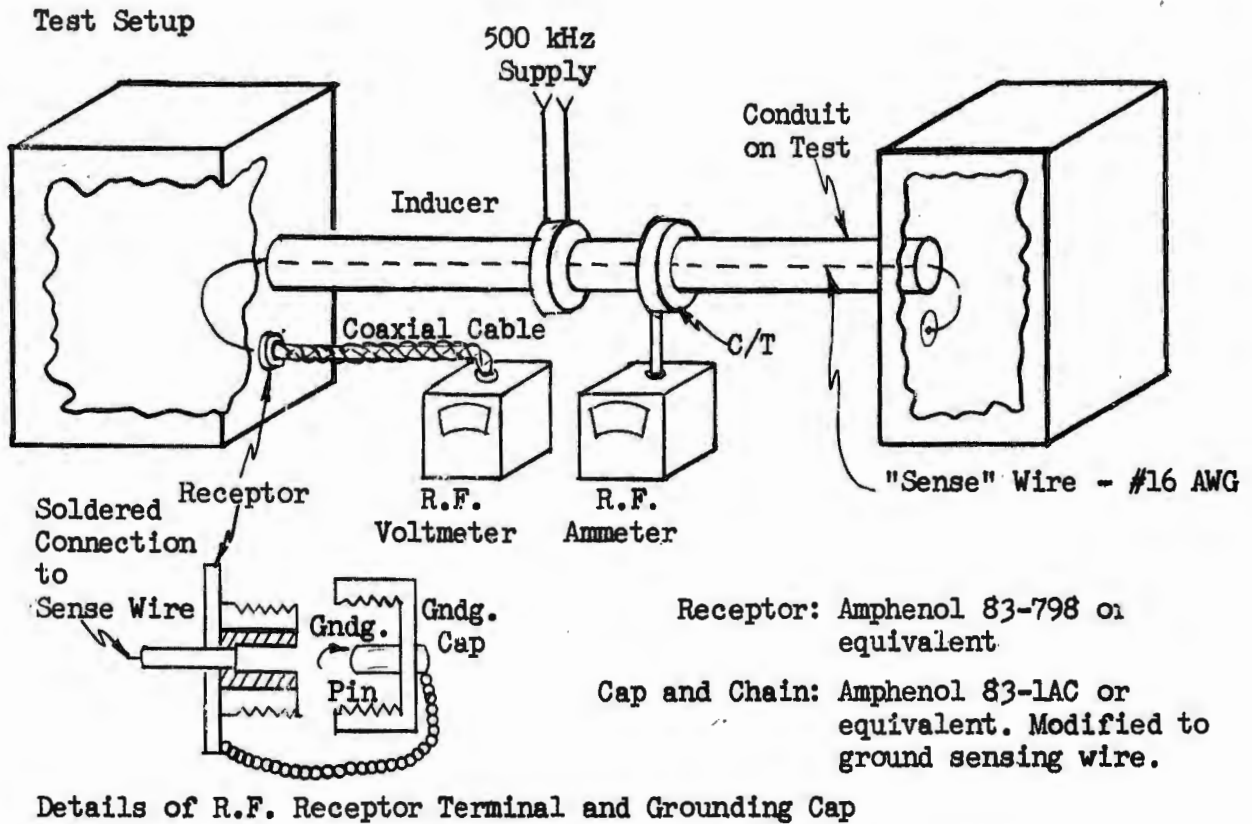 Test Setup
500 kHz
Supply
Conduit
on Test
Inducer
Coaxial Cable
C/T
Receptor
R.F.
Voltmeter
R.F.
Ammeter
"Sense" Wire - #16 AWG
Soldered
Connection
to
Sense Wire
Gndg.
Pin
Gndg.
Cap
Receptor: Amphenol 83-798 or
equivalent
Cap and Chain: Amphenol 83-1AC or
equivalent. Modified to
ground sensing wire.
Details of R.F. Receptor Terminal and Grounding Cap